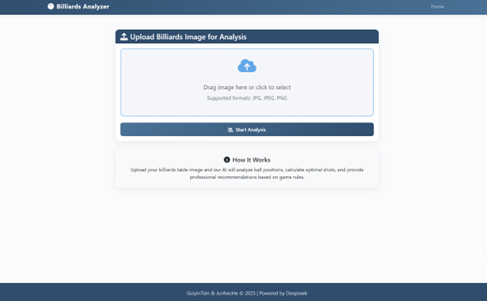 Billiards Analyzer
Home
Upload Billiards Image for Analysis
Drag image here or click to select
Supported formats: JPG, JPEG, PNG
Start Analysis
How It Works
Upload your billiards table image and our AI will analyze ball positions, calculate optimal shots, and provide
professional recommendations based on game rules.
GuiyinTian & JunhaoHe © 2025 | Powered by Deepseek